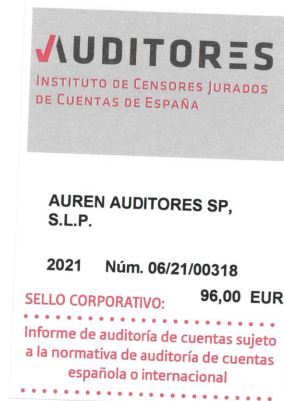 AUDITORES
INSTITUTO DE CENSORES JURADOS
DE CUENTAS DE ESPAÑA
AUREN AUDITORES SP,
S.L.P.
2021 Núm. 06/21/00318
SELLO CORPORATIVO: 96,00 EUR
Informe de auditoría de cuentas sujeto
a la normativa de auditoría de cuentas
española o internacional